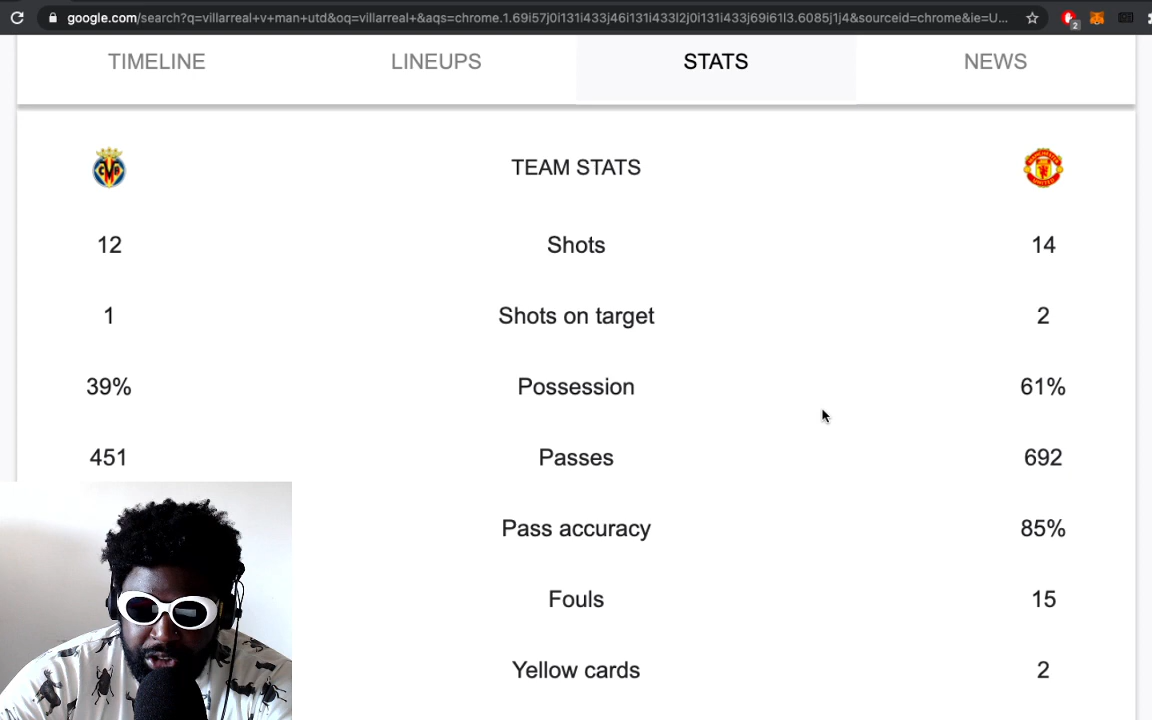 google.com/search?q=villarreal+v+man+utd&oq=villarreal+&aqs=chrome.1.69i57j0i131i433j46i131i433l2j0i131i433j69i61l3.6085j1j4&sourceid=chrome&ie=U...
2
TIMELINE LINEUPS STATS NEWS
TEAM STATS
12 Shots 14
1 Shots on target 2
39% Possession 61%
451 Passes 692
Pass accuracy 85%
Fouls 15
Yellow cards 2